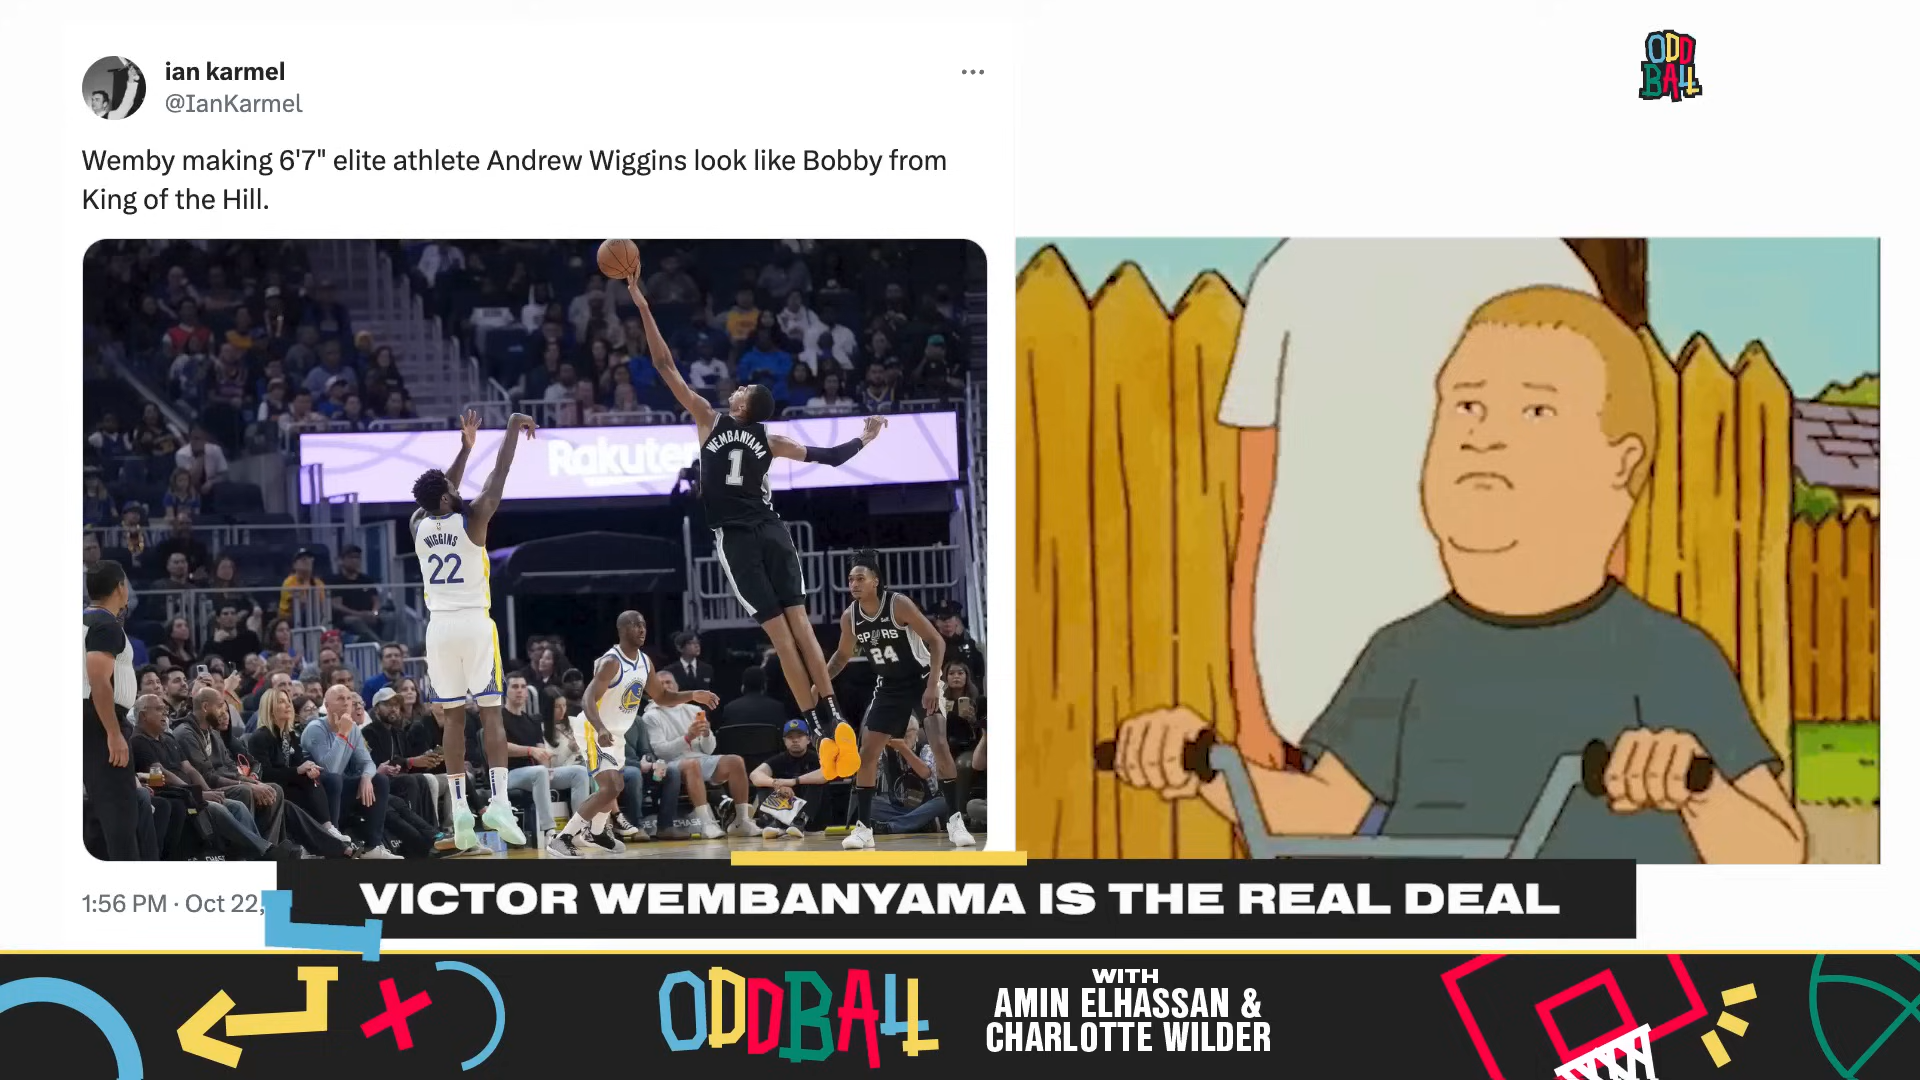 ian karmel
@IanKarmel
Wemby making 6'7" elite athlete Andrew Wiggins look like Bobby from
King of the Hill.
ODD
BALL
Rakuten
WEMBANYAMA
1
WIGGINS
22
SPURS
24
1:56 PM · Oct 22,
VICTOR WEMBANYAMA IS THE REAL DEAL
ODDBALL
WITH
AMIN ELHASSAN &
CHARLOTTE WILDER